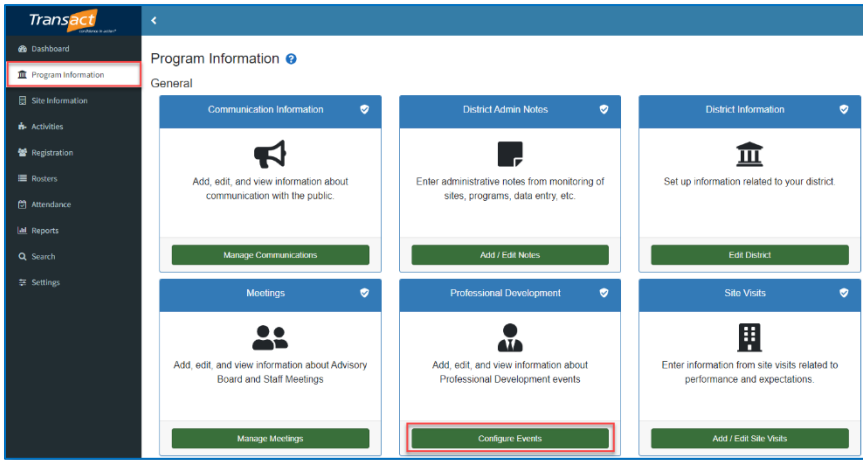 Transact
Dashboard
Program Information
Site Information
Activities
Registration
Rosters
Attendance
Reports
Search
Settings
Program Information
General
Communication Information
Add, edit, and view information about
communication with the public.
Manage Communications
District Admin Notes
Enter administrative notes from monitoring of
sites, programs, data entry, etc.
Add / Edit Notes
District Information
Set up information related to your district.
Edit District
Meetings
Add, edit, and view information about Advisory
Board and Staff Meetings
Manage Meetings
Professional Development
Add, edit, and view information about
Professional Development events
Configure Events
Site Visits
Enter information from site visits related to
performance and expectations.
Add / Edit Site Visits